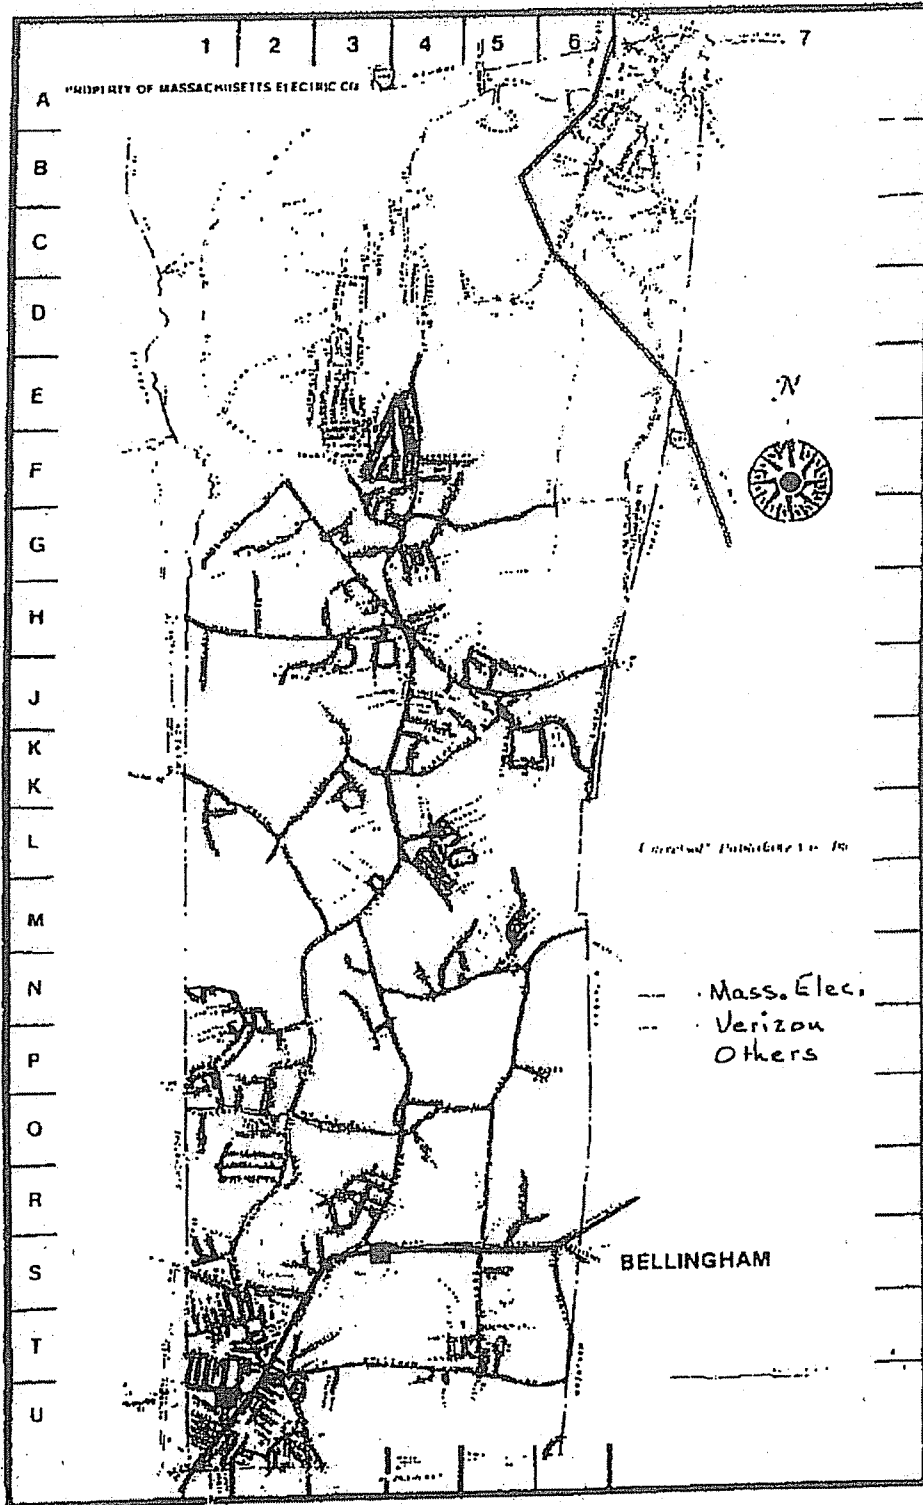 1 2 3 4 5 6 7
PROPERTY OF MASSACHUSETTS ELECTRIC CO.
A
B
C
D
E
N
F
G
H
J
K
K
L
M
N
— · Mass. Elec.
-- · Verizon
Others
P
O
R
S
BELLINGHAM
T
U